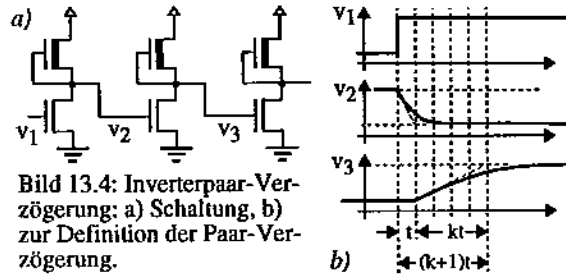 a)
v1
v2
v3
v1
v2
v3
t
kt
(k+1)t
b)
Bild 13.4: Inverterpaar-Ver-
zögerung: a) Schaltung, b)
zur Definition der Paar-Ver-
zögerung.